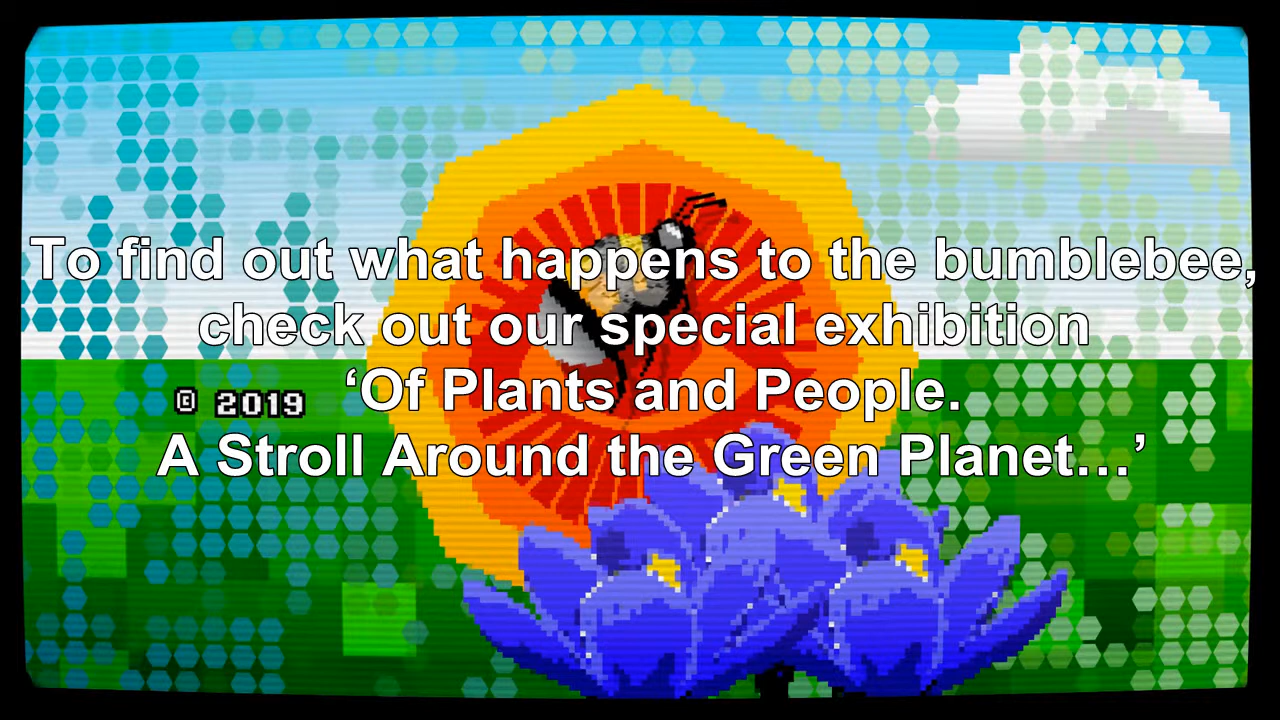 To find out what happens to the bumblebee,
check out our special exhibition
‘Of Plants and People.
A Stroll Around the Green Planet…’
© 2019